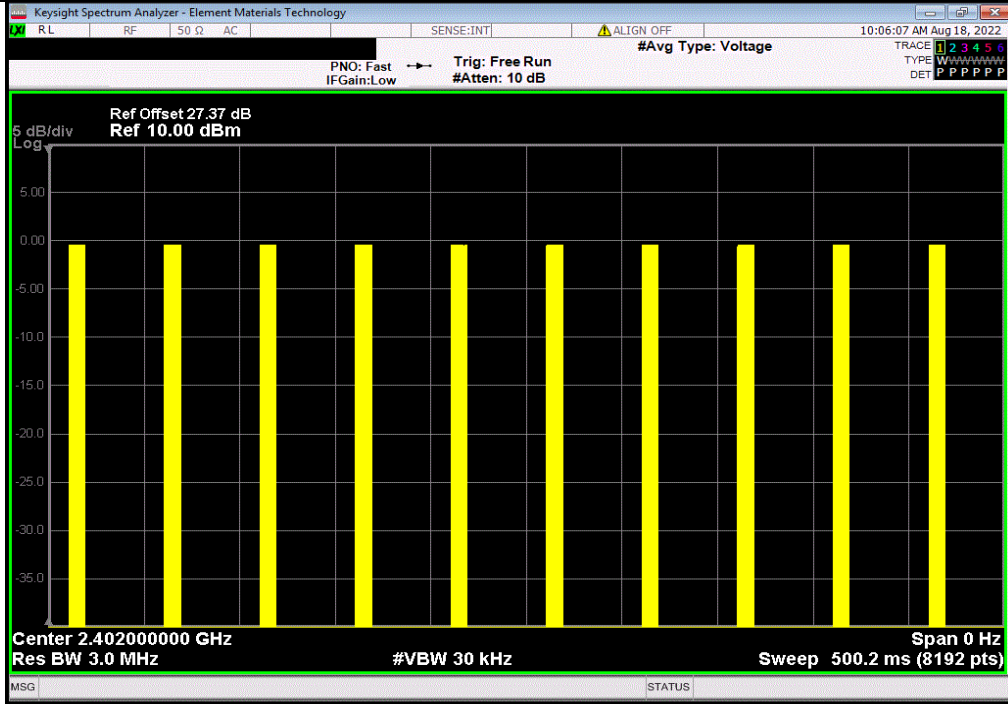 Keysight Spectrum Analyzer - Element Materials Technology
LXI RL RF 50 Ω AC SENSE:INT ALIGN OFF 10:06:07 AM Aug 18, 2022
#Avg Type: Voltage
TRACE 1 2 3 4 5 6
PNO: Fast Trig: Free Run
TYPE WWWWWW
IFGain:Low #Atten: 10 dB
DET P P P P P P
Ref Offset 27.37 dB
5 dB/div Ref 10.00 dBm
Log
5.00
0.00
-5.00
-10.0
-15.0
-20.0
-25.0
-30.0
-35.0
Center 2.402000000 GHz Span 0 Hz
Res BW 3.0 MHz #VBW 30 kHz Sweep 500.2 ms (8192 pts)
MSG STATUS